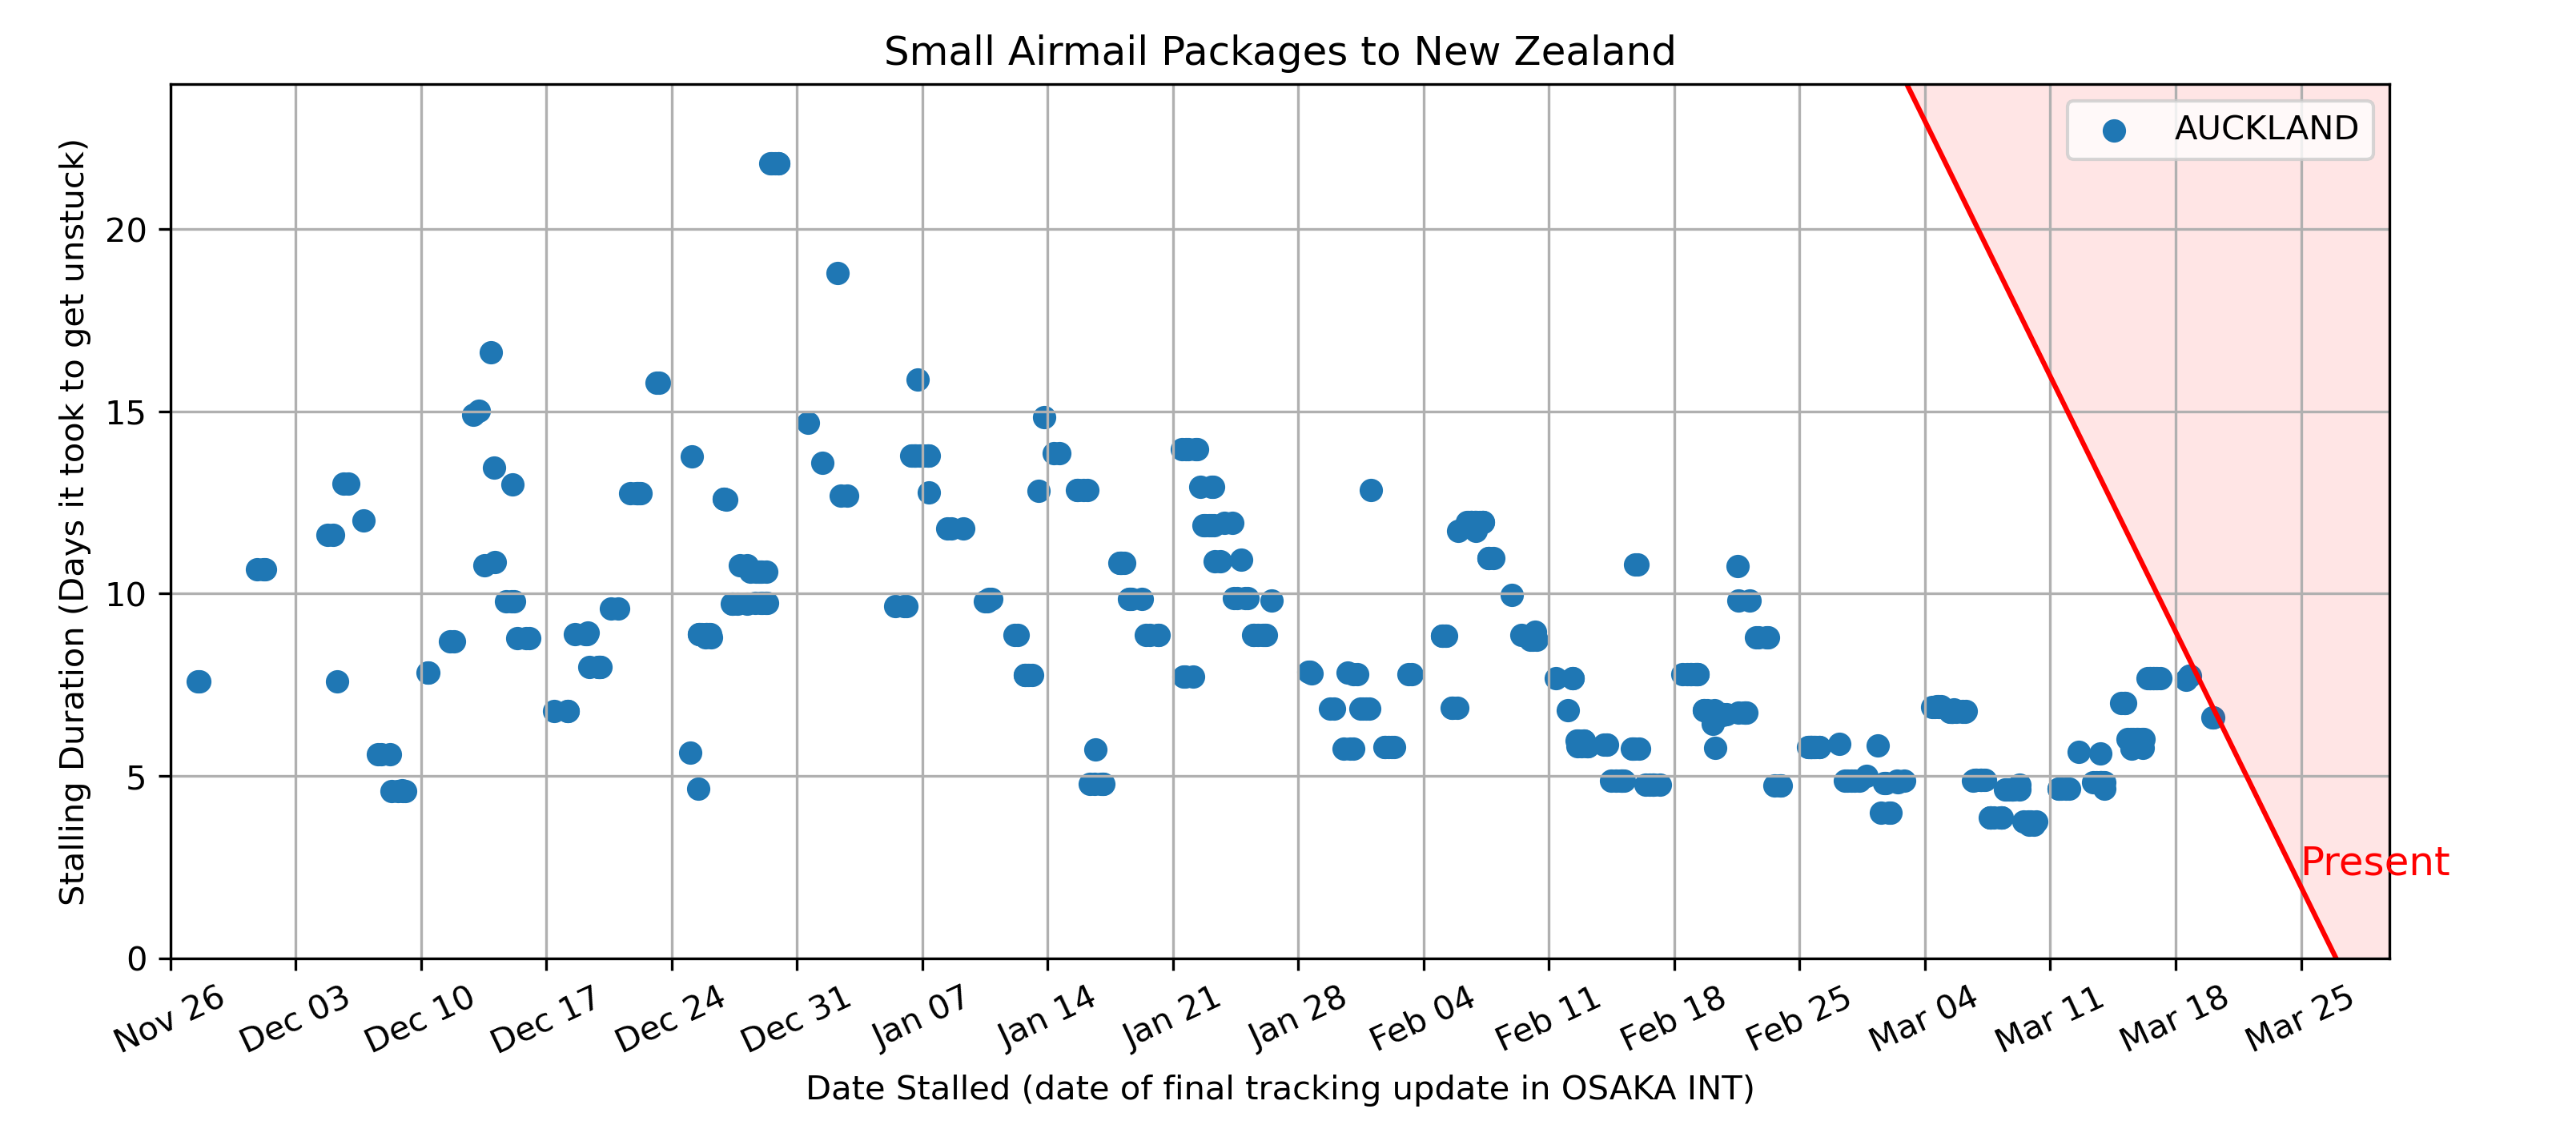 Small Airmail Packages to New Zealand
AUCKLAND
Stalling Duration (Days it took to get unstuck)
20
15
10
5
0
Present
Nov 26
Dec 03
Dec 10
Dec 17
Dec 24
Dec 31
Jan 07
Jan 14
Jan 21
Jan 28
Feb 04
Feb 11
Feb 18
Feb 25
Mar 04
Mar 11
Mar 18
Mar 25
Date Stalled (date of final tracking update in OSAKA INT)